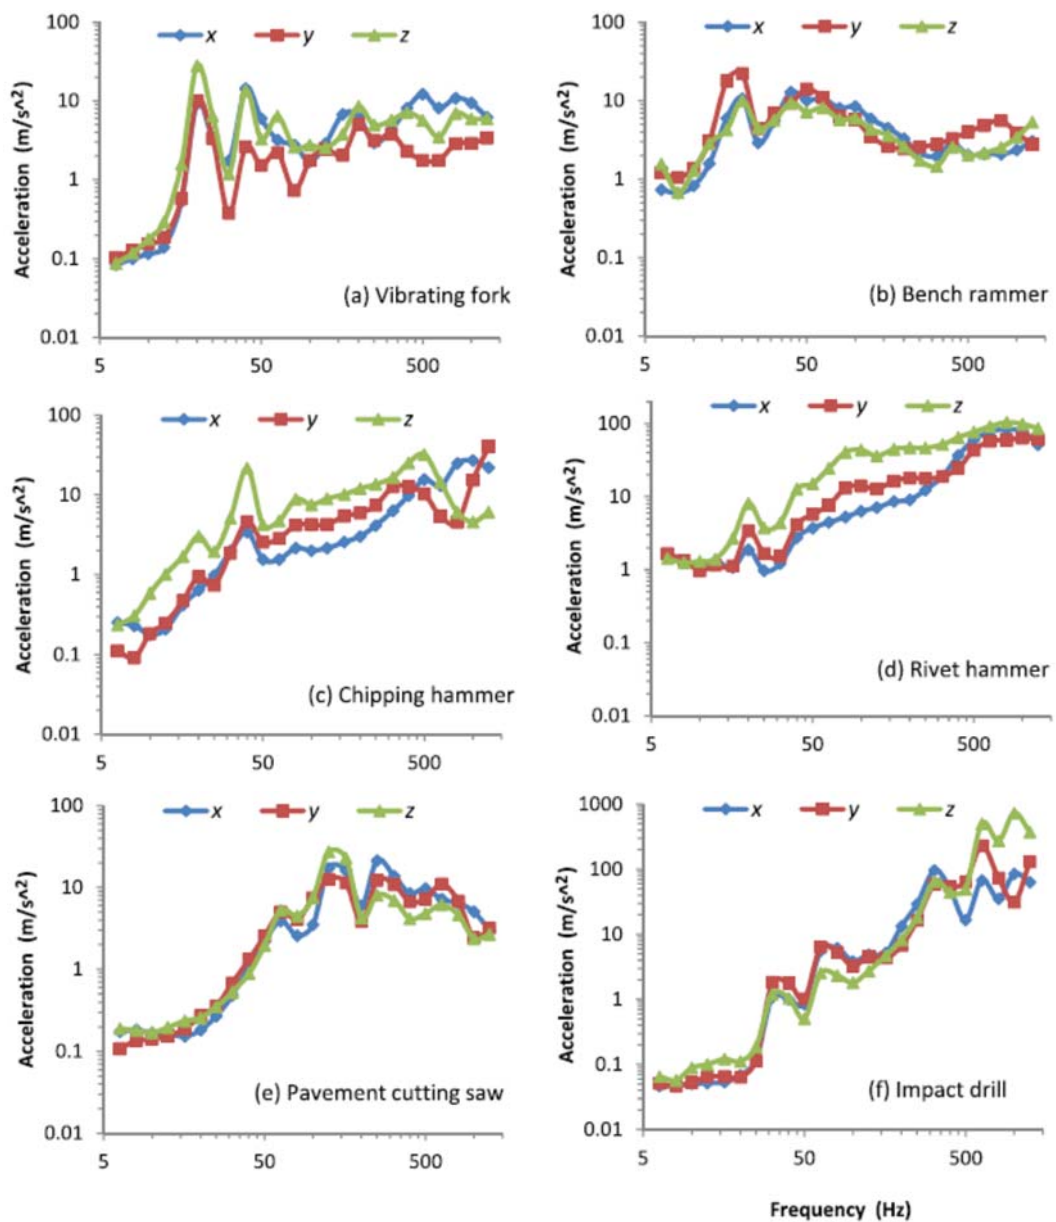 x y z
Acceleration (m/s^2)
100
10
1
0.1
0.01
5 50 500
(a) Vibrating fork
x y z
Acceleration (m/s^2)
100
10
1
0.1
0.01
5 50 500
(b) Bench rammer
x y z
Acceleration (m/s^2)
100
10
1
0.1
0.01
5 50 500
(c) Chipping hammer
x y z
Acceleration (m/s^2)
100
10
1
0.1
0.01
5 50 500
(d) Rivet hammer
x y z
Acceleration (m/s^2)
100
10
1
0.1
0.01
5 50 500
(e) Pavement cutting saw
x y z
Acceleration (m/s^2)
1000
100
10
1
0.1
0.01
5 50 500
(f) Impact drill
Frequency (Hz)